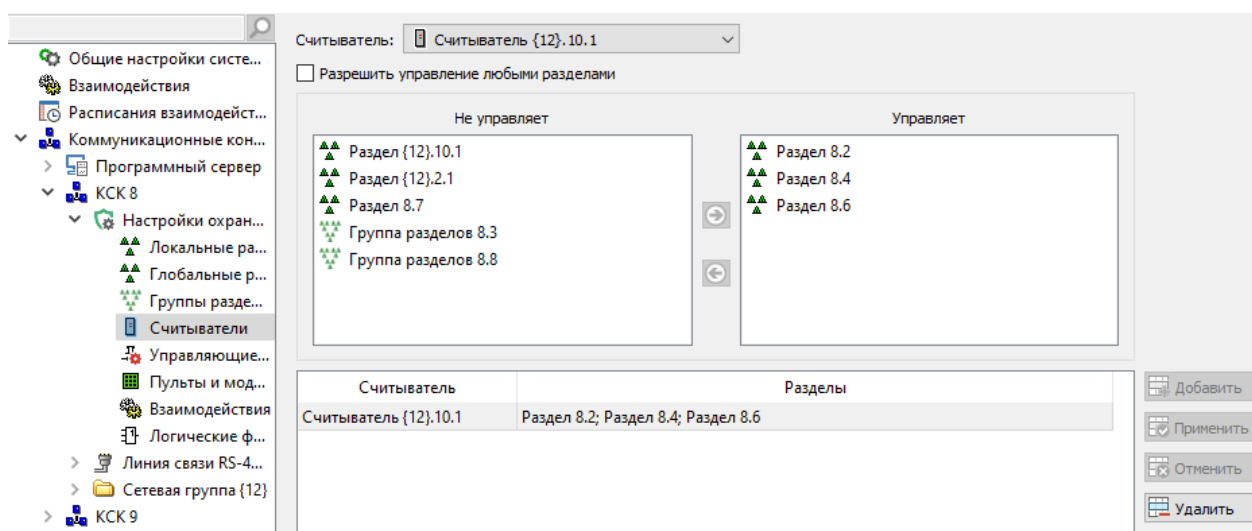 Общие настройки систе...
Взаимодействия
Расписания взаимодейст...
Коммуникационные кон...
Программный сервер
КСК 8
Настройки охран...
Локальные ра...
Глобальные р...
Группы разде...
Считыватели
Управляющие...
Пульты и мод...
Взаимодействия
Логические ф...
Линия связи RS-4...
Сетевая группа {12}
КСК 9
Считыватель: Считыватель {12}.10.1
Разрешить управление любыми разделами
Не управляет
Раздел {12}.10.1
Раздел {12}.2.1
Раздел 8.7
Группа разделов 8.3
Группа разделов 8.8
Управляет
Раздел 8.2
Раздел 8.4
Раздел 8.6
Считыватель Разделы
Считыватель {12}.10.1 Раздел 8.2; Раздел 8.4; Раздел 8.6
Добавить
Применить
Отменить
Удалить